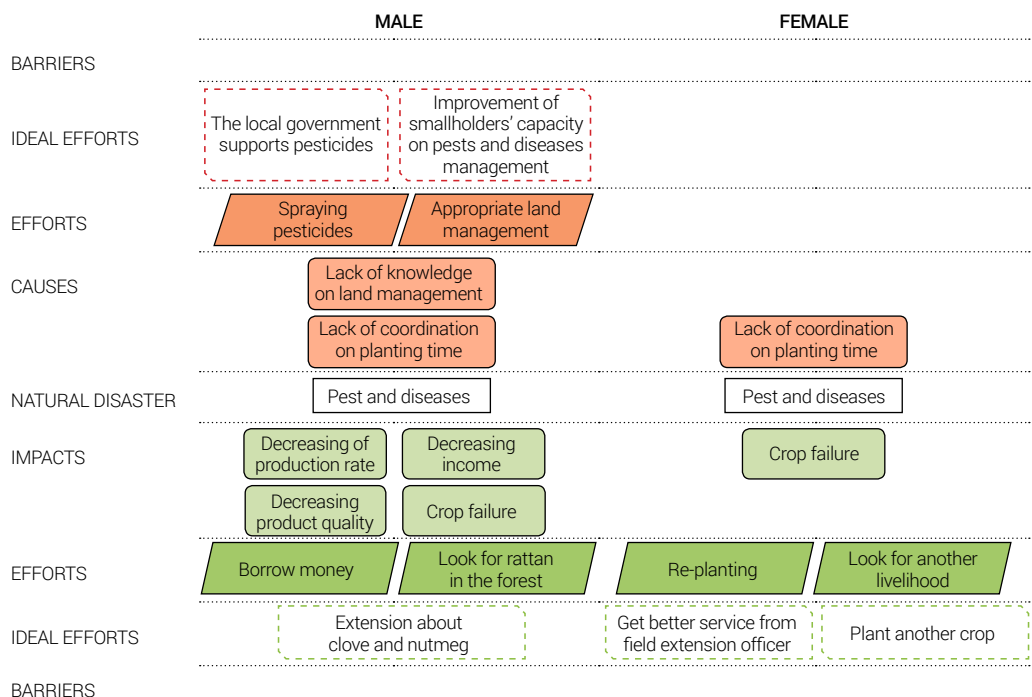 MALE
FEMALE
BARRIERS
IDEAL EFFORTS
The local government
supports pesticides
Improvement of
smallholders’ capacity
on pests and diseases
management
EFFORTS
Spraying
pesticides
Appropriate land
management
CAUSES
Lack of knowledge
on land management
Lack of coordination
on planting time
Lack of coordination
on planting time
NATURAL DISASTER
Pest and diseases
Pest and diseases
IMPACTS
Decreasing of
production rate
Decreasing
income
Crop failure
Decreasing
product quality
Crop failure
EFFORTS
Borrow money
Look for rattan
in the forest
Re-planting
Look for another
livelihood
IDEAL EFFORTS
Extension about
clove and nutmeg
Get better service from
field extension officer
Plant another crop
BARRIERS